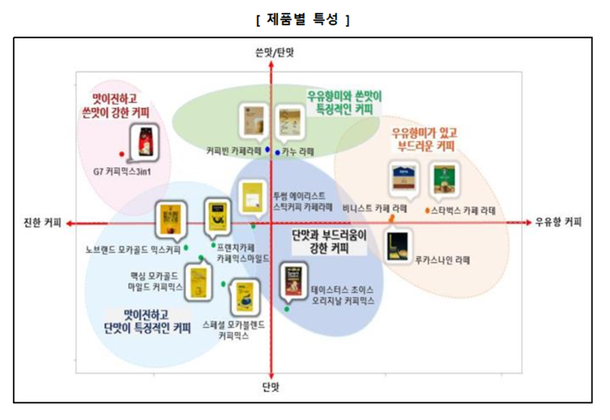 [ 제품별 특성 ]
쓴맛/탄맛
맛이진하고
쓴맛이 강한 커피
G7 커피믹스3in1
우유향미와 쓴맛이
특징적인 커피
커피빈 카페라떼
카누 라떼
우유향미가 있고
부드러운 커피
비니스트 카페 라떼
스타벅스 카페 라테
루카스나인 라떼
투썸 에이리스트
스틱커피 카페라떼
진한 커피
우유향 커피
단맛과 부드러움이
강한 커피
노브랜드 모카골드 믹스커피
프렌치카페
카페믹스마일드
맥심 모카골드
마일드 커피믹스
맛이진하고
단맛이 특징적인 커피
스페셜 모카블렌드
커피믹스
테이스터스 초이스
오리지날 커피믹스
단맛